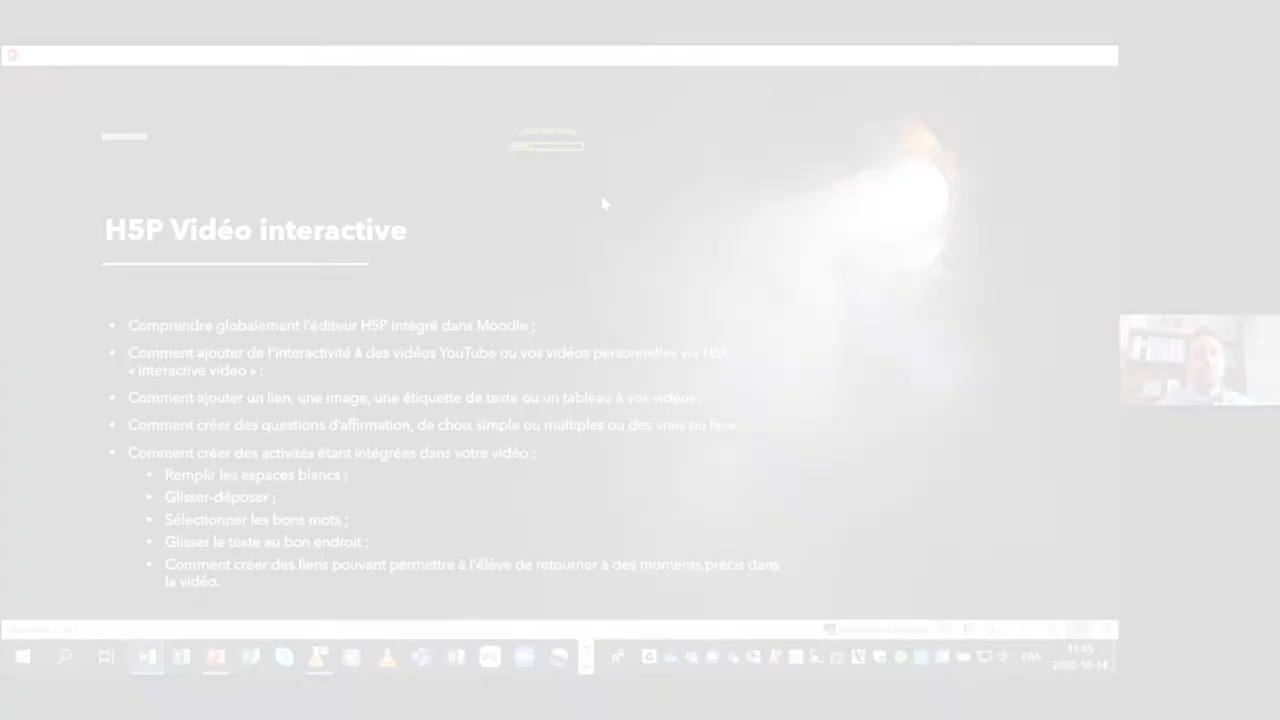 H5P Vidéo interactive
• Comprendre globalement l'éditeur H5P intégré dans Moodle ;
• Comment ajouter de l'interactivité à des vidéos YouTube ou vos vidéos personnelles via H5P
« interactive video » ;
• Comment ajouter un lien, une image, une étiquette de texte ou un tableau à vos vidéos ;
• Comment créer des questions d'affirmation, de choix simple ou multiples ou des vrais ou faux ;
• Comment créer des activités étant intégrées dans votre vidéo ;
• Remplir les espaces blancs ;
• Glisser-déposer ;
• Sélectionner les bons mots ;
• Glisser le texte au bon endroit ;
• Comment créer des liens pouvant permettre à l'élève de retourner à des moments précis dans
la vidéo.
FRA
11:45
2020-10-14